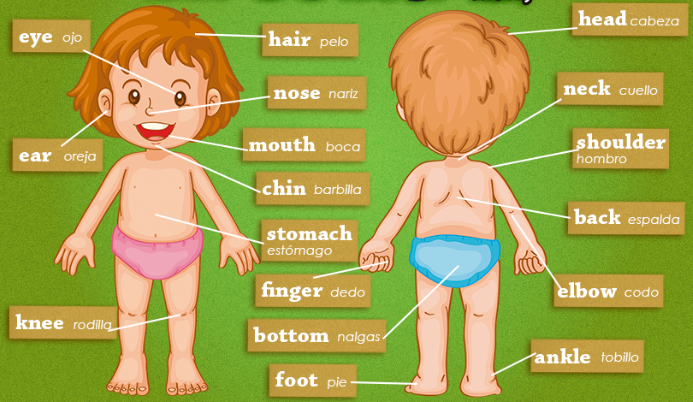 eye ojo
hair pelo
nose nariz
ear oreja
mouth boca
chin barbilla
stomach
estómago
knee rodilla
head cabeza
neck cuello
shoulder
hombro
back espalda
finger dedo
elbow codo
bottom nalgas
ankle tobillo
foot pie